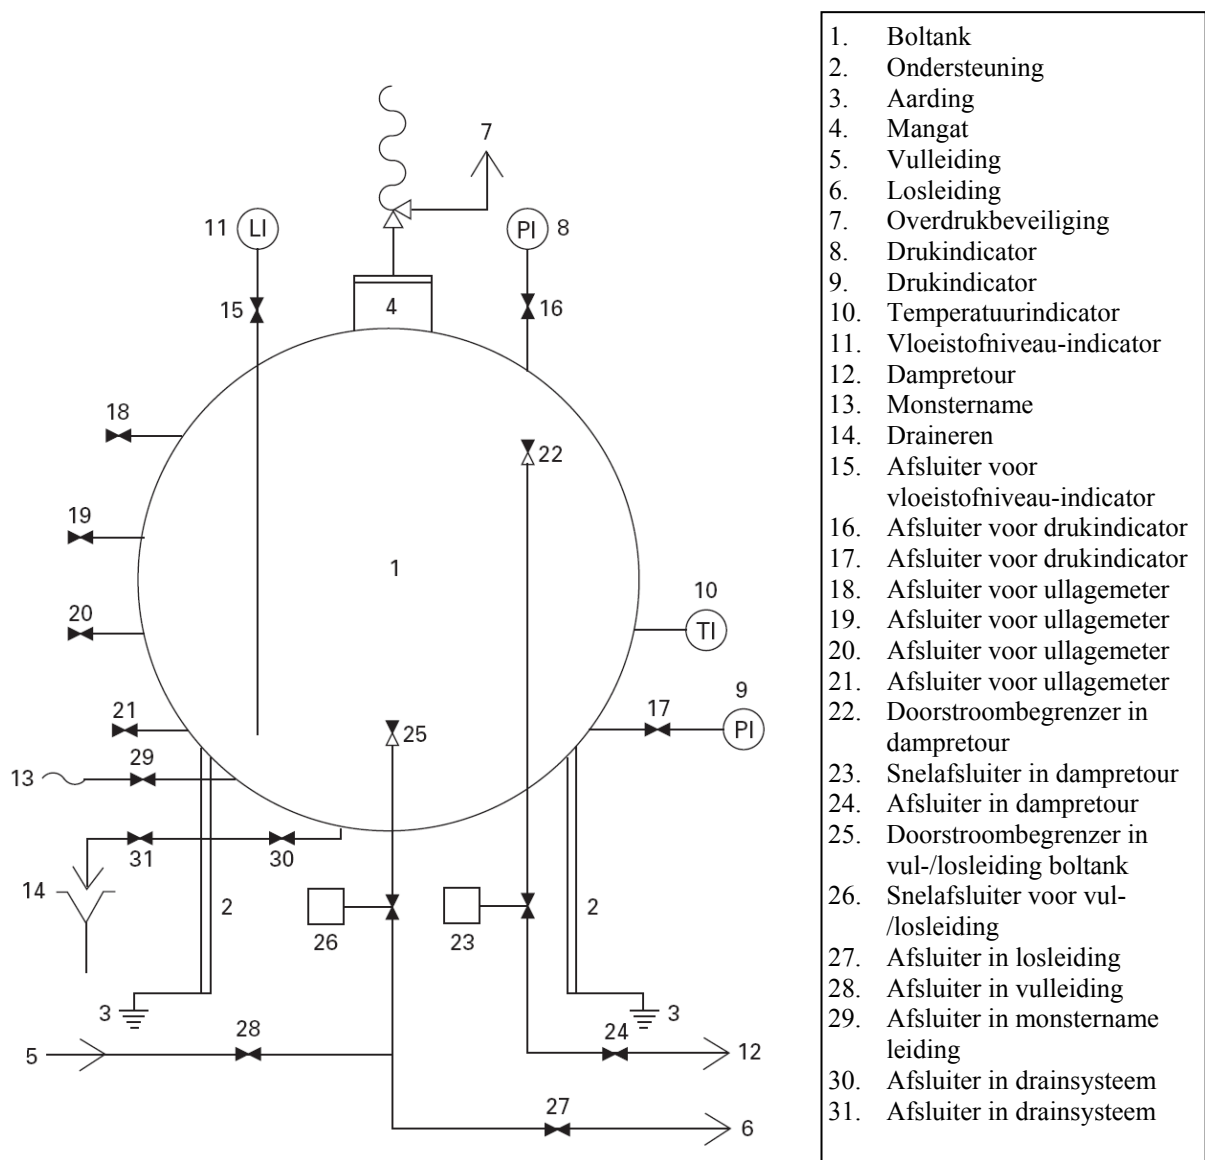 7
11 LI
PI 8
15
4
16
18
22
19
1
10
20
TI
9
21
25
17
PI
29
13
31
30
14
2
2
26
23
3
3
28
24
5
12
27
6
1. Boltank
2. Ondersteuning
3. Aarding
4. Mangat
5. Vulleiding
6. Losleiding
7. Overdrukbeveiliging
8. Drukindicator
9. Drukindicator
10. Temperatuurindicator
11. Vloeistofniveau-indicator
12. Dampretour
13. Monstername
14. Draineren
15. Afsluiter voor
vloeistofniveau-indicator
16. Afsluiter voor drukindicator
17. Afsluiter voor drukindicator
18. Afsluiter voor ullagemeter
19. Afsluiter voor ullagemeter
20. Afsluiter voor ullagemeter
21. Afsluiter voor ullagemeter
22. Doorstroombegrenzer in
dampretour
23. Snelafsluiter in dampretour
24. Afsluiter in dampretour
25. Doorstroombegrenzer in
vul-/losleiding boltank
26. Snelafsluiter voor vul-
/losleiding
27. Afsluiter in losleiding
28. Afsluiter in vulleiding
29. Afsluiter in monstername
leiding
30. Afsluiter in drainsysteem
31. Afsluiter in drainsysteem